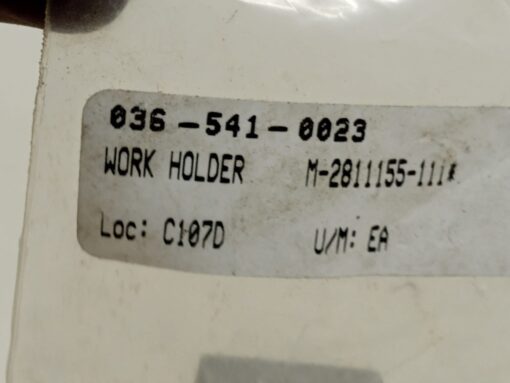 036-541-0023
WORK HOLDER M-2811155-111*
Loc: C107D U/M: EA